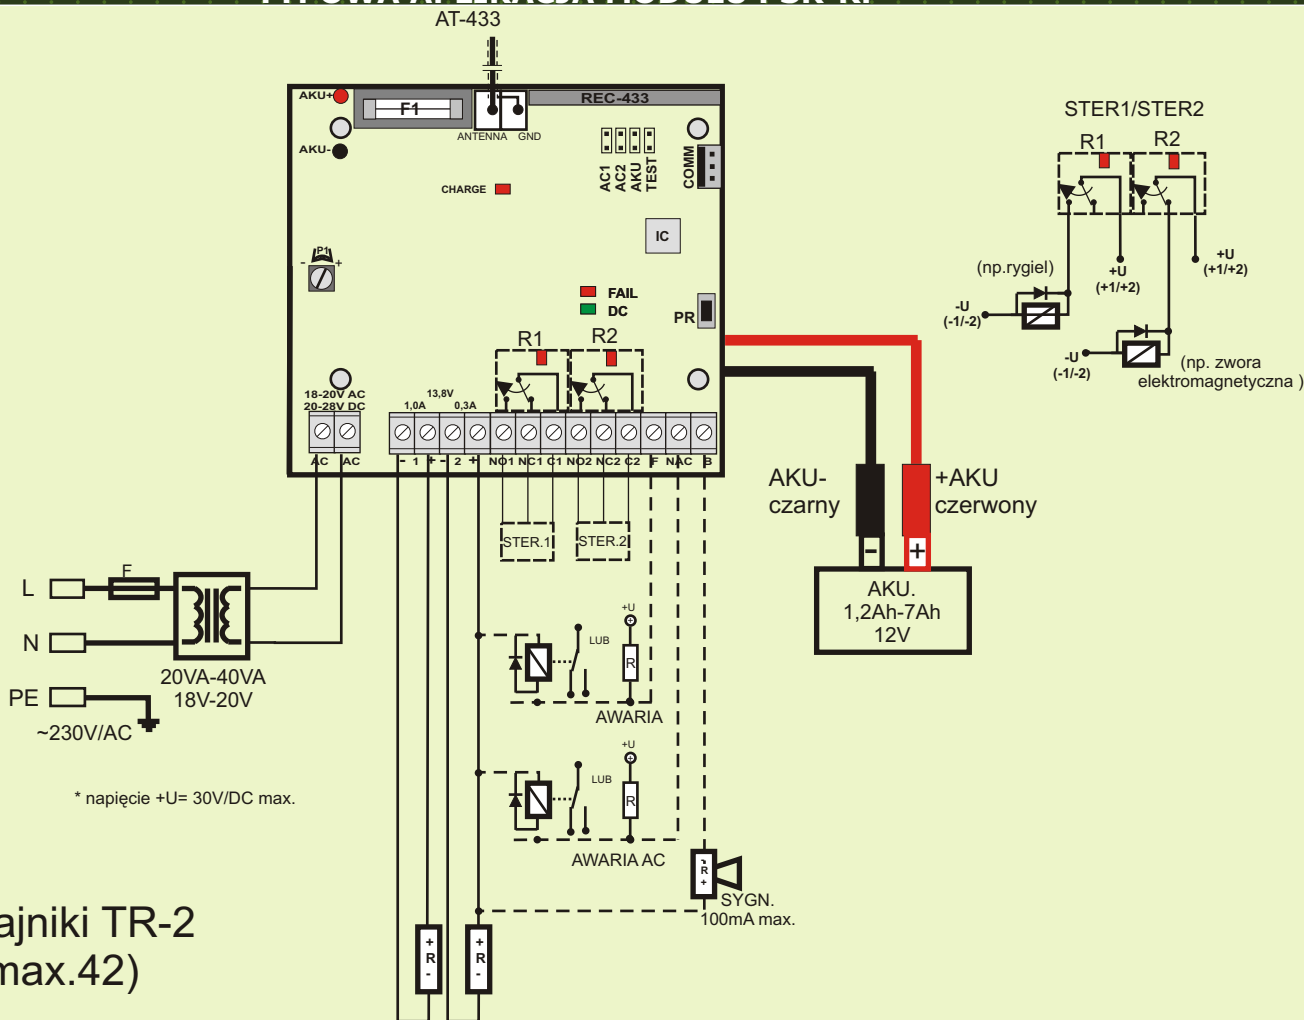 AT-433
AKU+
F1
REC-433
ANTENNA GND
AKU-
AC1
AC2
AKU
TEST
COMM
CHARGE
IC
P1
- +
FAIL
DC
PR
R1 R2
18-20V AC
20-28V DC
13,8V
1,0A 0,3A
AC AC - 1 + - 2 + NO1 NC1 C1 NO2 NC2 C2 F NAC B
STER.1 STER.2
STER1/STER2
R1 R2
(np.rygiel)
+U
(+1/+2)
+U
(+1/+2)
-U
(-1/-2)
-U
(-1/-2)
(np. zwora
elektromagnetyczna )
AKU-
czarny
+AKU
czerwony
- +
AKU.
1,2Ah-7Ah
12V
L
F
N
PE
20VA-40VA
18V-20V
~230V/AC
* napięcie +U= 30V/DC max.
+U
LUB
R
AWARIA
+U
LUB
R
AWARIA AC
- R +
SYGN.
100mA max.
+ R -
+ R -
ajniki TR-2
max.42)